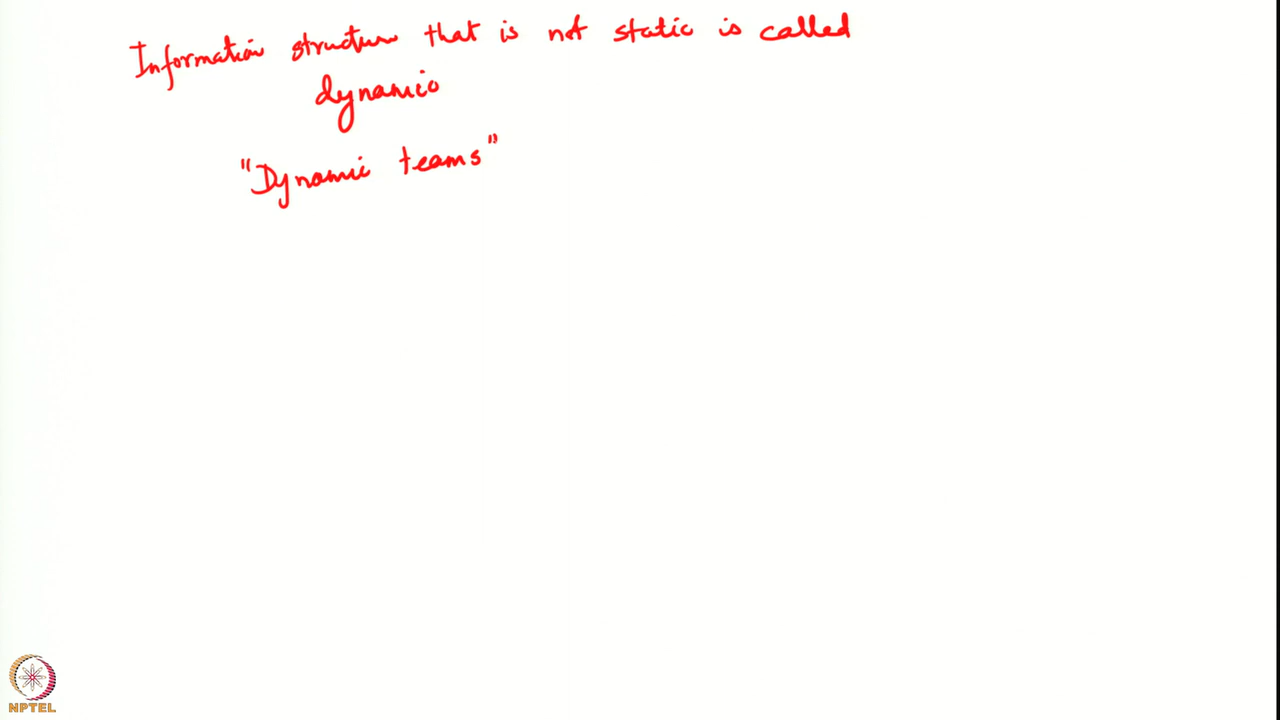 Information structure that is not static is called
dynamic
"Dynamic teams"
NPTEL